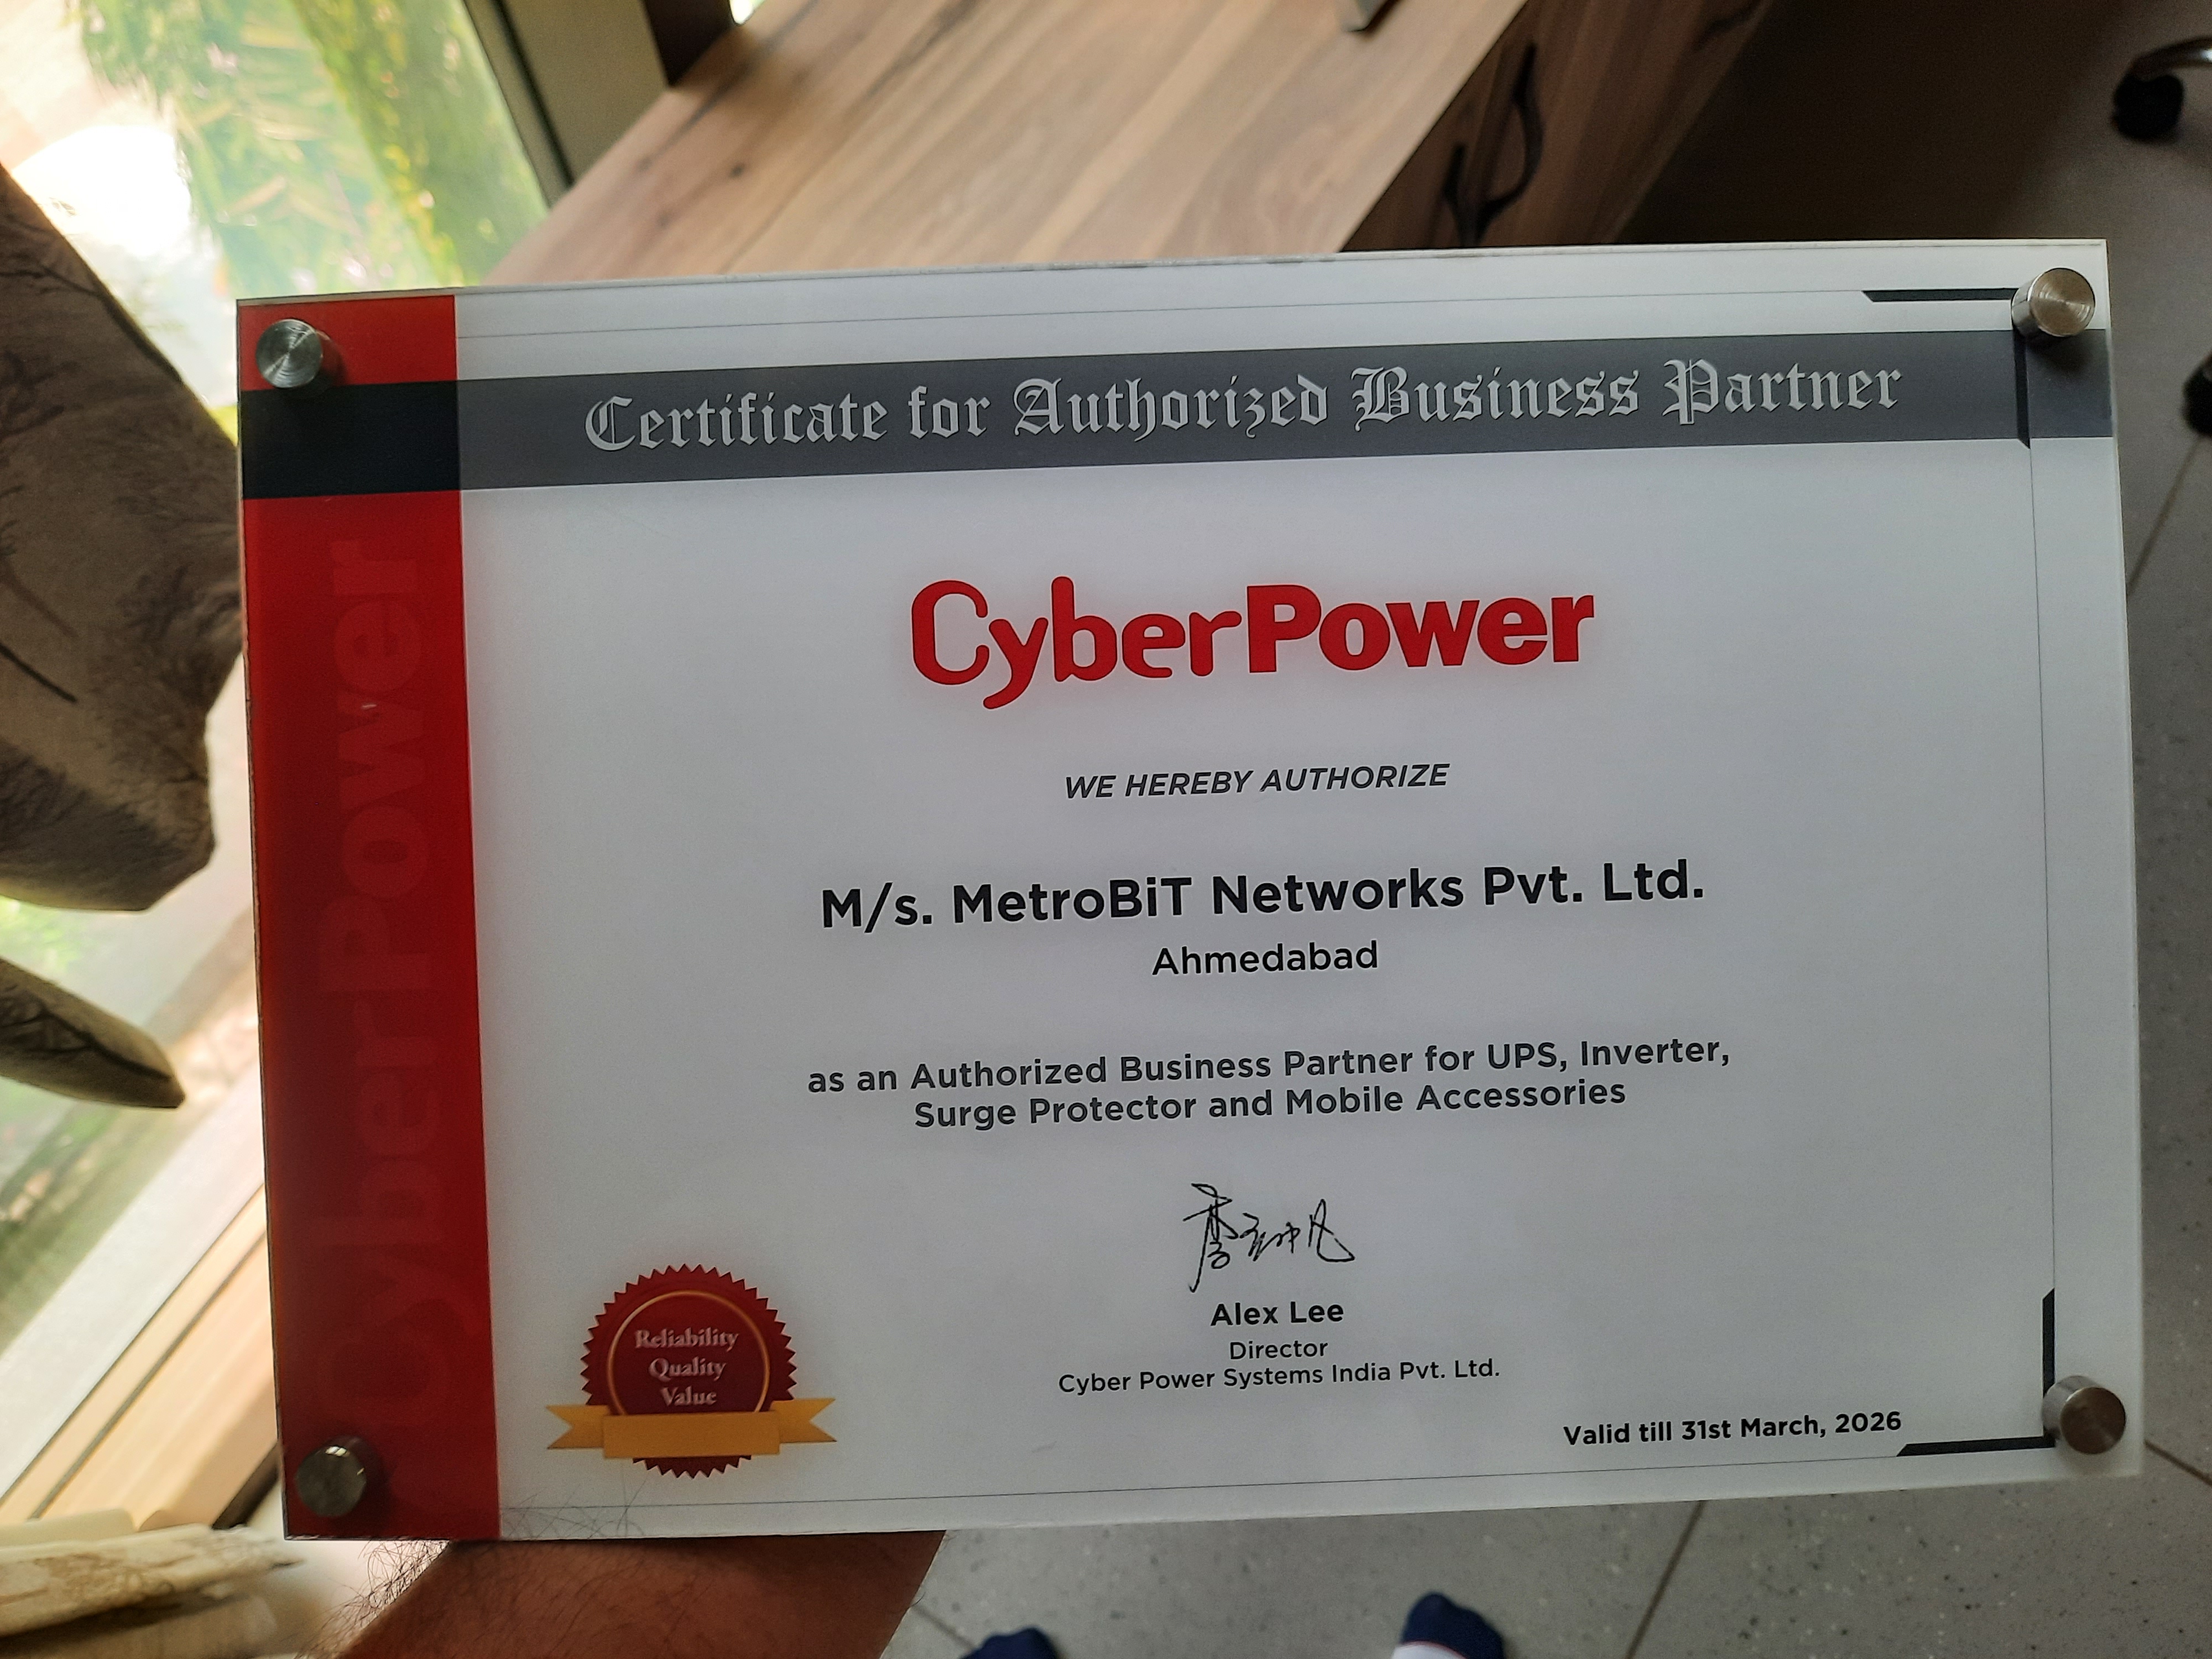 Certificate for Authorized Business Partner
CyberPower
CyberPower
WE HEREBY AUTHORIZE
M/s. MetroBiT Networks Pvt. Ltd.
Ahmedabad
as an Authorized Business Partner for UPS, Inverter,
Surge Protector and Mobile Accessories
Alex Lee
Director
Cyber Power Systems India Pvt. Ltd.
Reliability
Quality
Value
Valid till 31st March, 2026